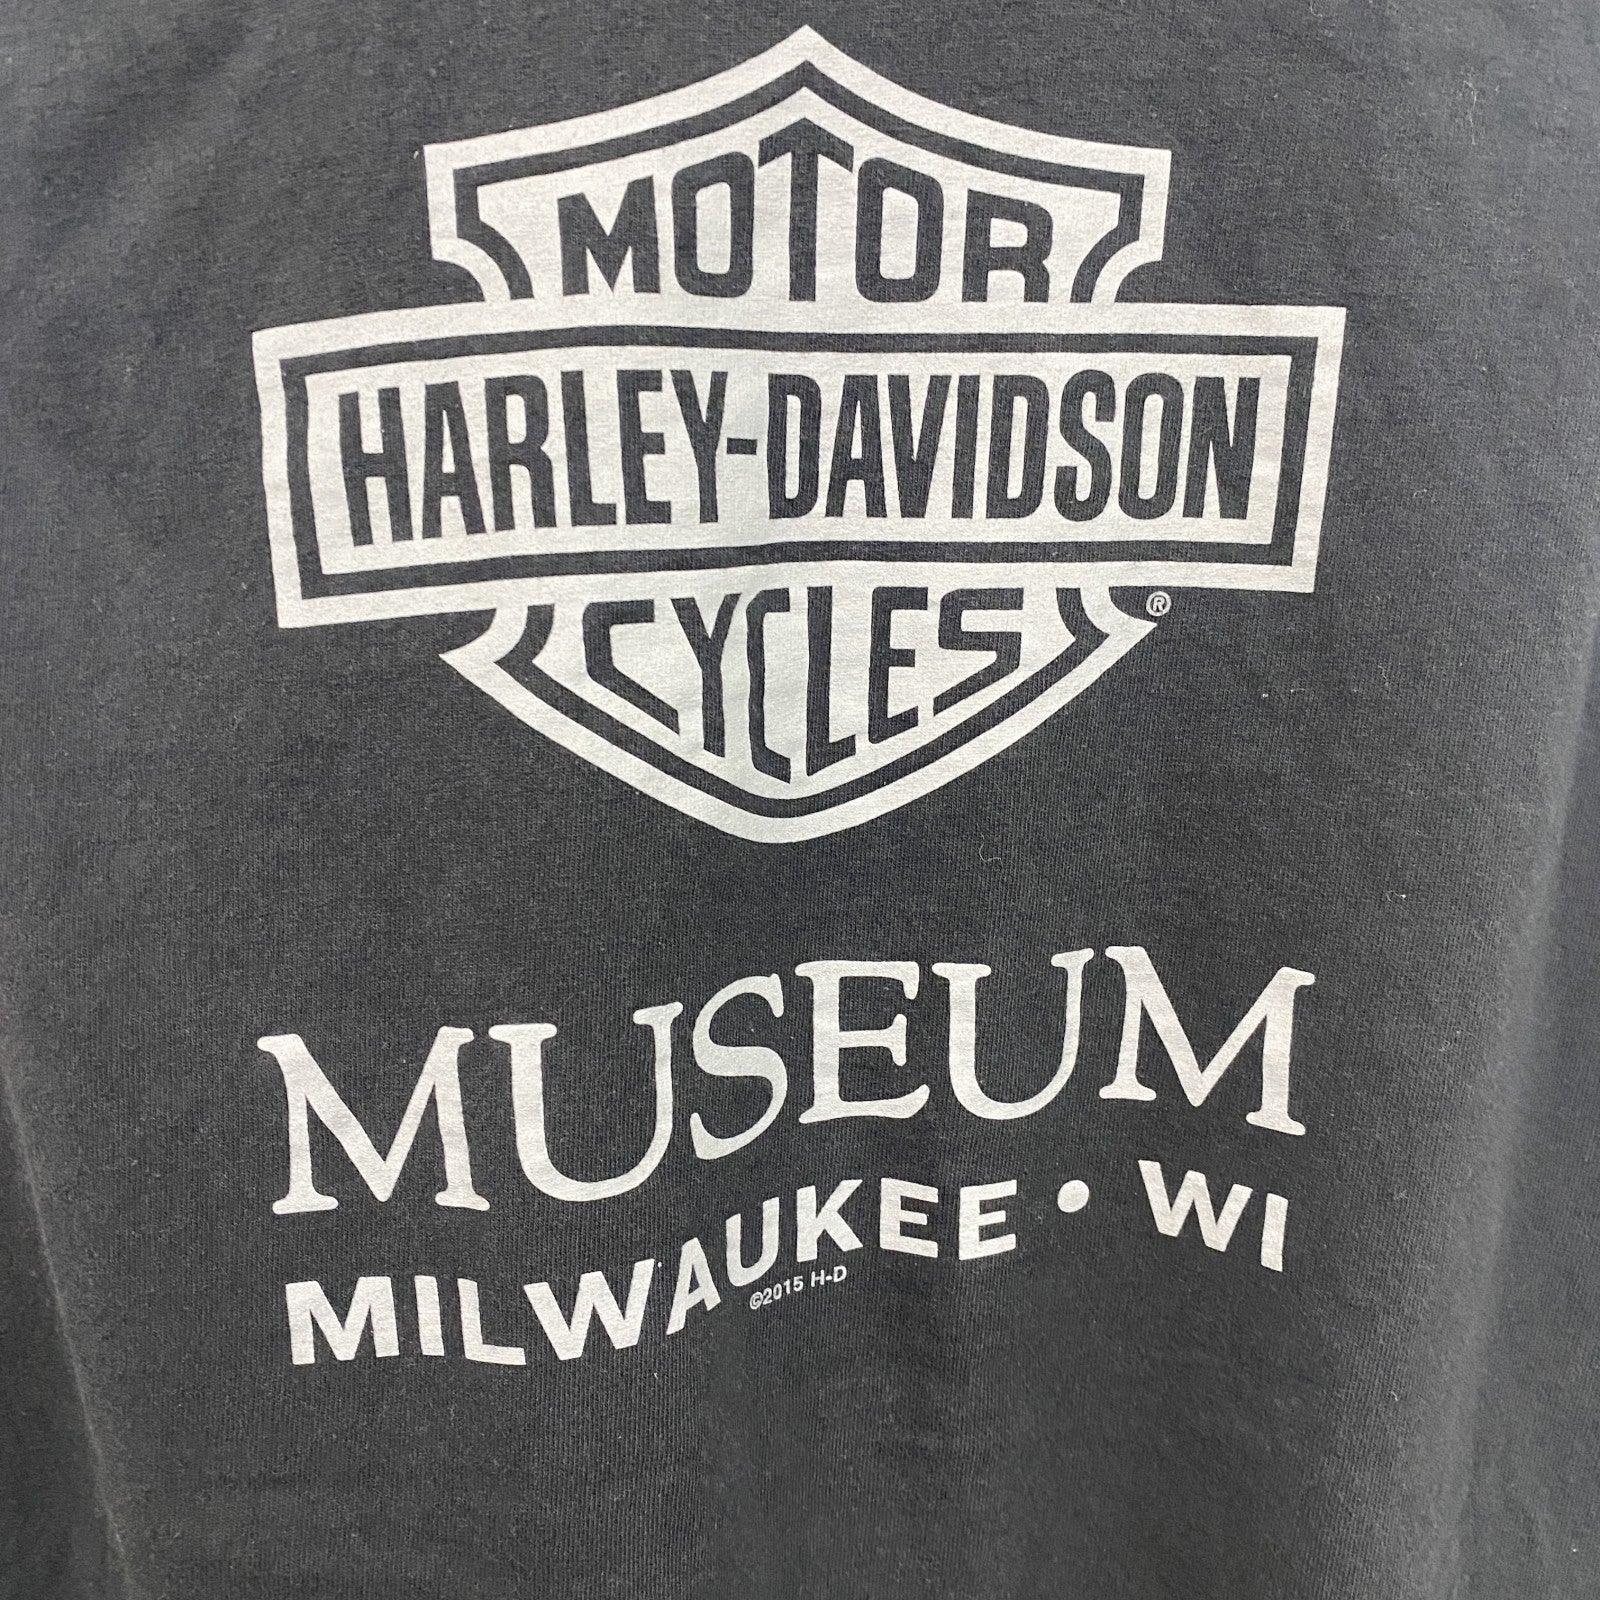 MOTOR
HARLEY-DAVIDSON
CYCLES ®
MUSEUM
MILWAUKEE • WI
©2015 H-D